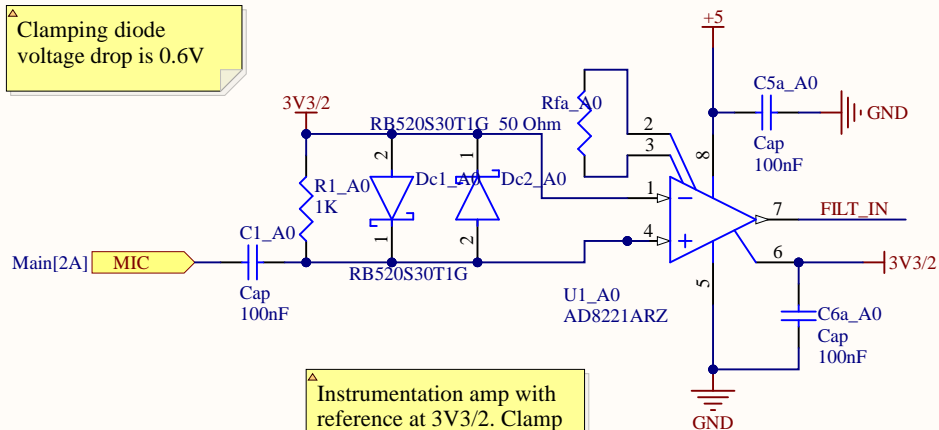 Clamping diode
voltage drop is 0.6V
+5
C5a_A0
GND
Cap
100nF
3V3/2
Rfa_A0
RB520S30T1G
50 Ohm
2
3
8
2
1
R1_A0
1K
Dc1_A0
Dc2_A0
1
7
FILT_IN
C1_A0
1
2
4
Main[2A]
MIC
RB520S30T1G
6
3V3/2
Cap
100nF
U1_A0
AD8221ARZ
5
C6a_A0
Cap
100nF
Instrumentation amp with
reference at 3V3/2. Clamp
GND